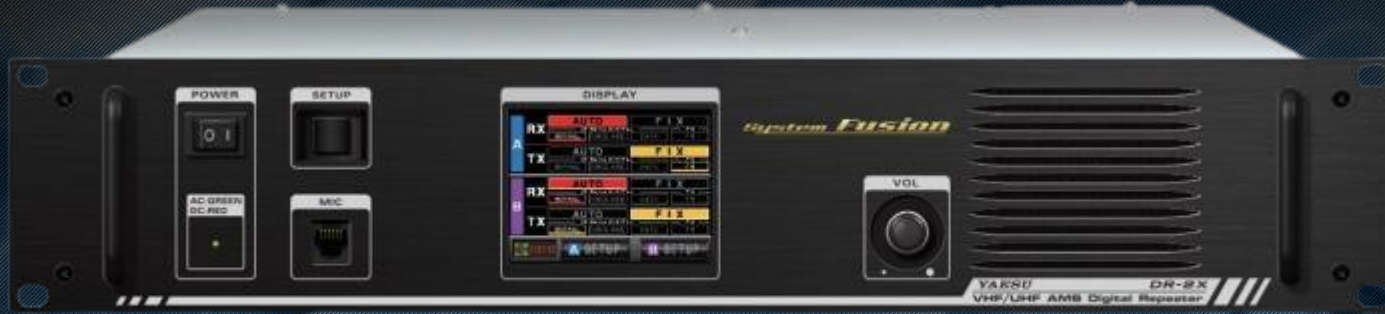 POWER
SETUP
DISPLAY
O I
AC:GREEN
DC:RED
MIC
A
RX
AUTO
FIX
TX
AUTO
FIX
B
RX
AUTO
FIX
TX
AUTO
FIX
A SETUP
B SETUP
System Fusion
VOL
YAESU DR-2X
VHF/UHF AMS Digital Repeater